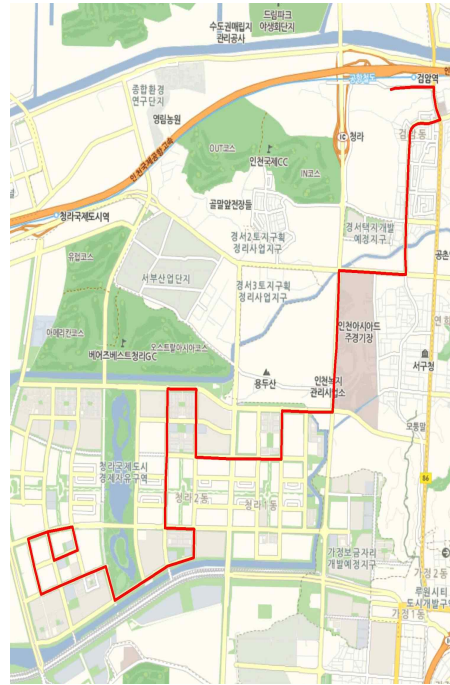 드림파크
야생화단지
수도권매립지
관리공사
공항철도
검암역
종합환경
연구단지
영림농원
인천국제공항고속
OUT코스
인천국제CC
IN코스
IC 청라
검암동
골말앞전장들
청라국제도시역
경서2토지구획
정리사업지구
경서택지개발
예정지구
공촌
유럽코스
서부산업단지
경서3토지구획
정리사업지구
아메리칸코스
오스트랄아시아코스
베어즈베스트청라GC
인천아시아드
주경기장
연희
용두산
인천녹지
관리사업소
서구청
모퉁말
청라국제도시
경제자유구역
86
청라2동
청라1동
가정보금자리
개발예정지구
가정2동
루원시티
도시개발구
가정1동